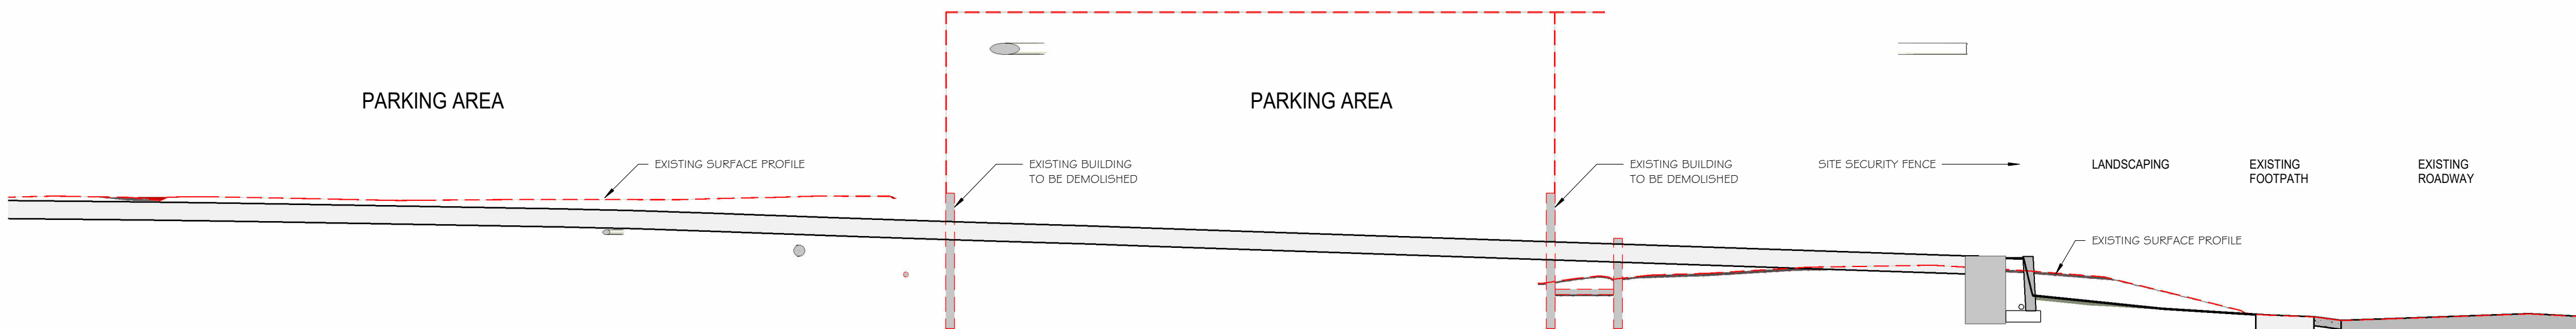 PARKING AREA
PARKING AREA
EXISTING SURFACE PROFILE
EXISTING BUILDING
TO BE DEMOLISHED
EXISTING BUILDING
TO BE DEMOLISHED
SITE SECURITY FENCE
LANDSCAPING
EXISTING
FOOTPATH
EXISTING
ROADWAY
EXISTING SURFACE PROFILE